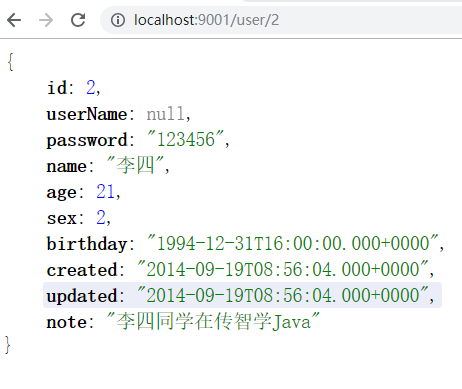 localhost:9001/user/2
{
id: 2,
userName: null,
password: "123456",
name: "李四",
age: 21,
sex: 2,
birthday: "1994-12-31T16:00:00.000+0000",
created: "2014-09-19T08:56:04.000+0000",
updated: "2014-09-19T08:56:04.000+0000",
note: "李四同学在传智学Java"
}